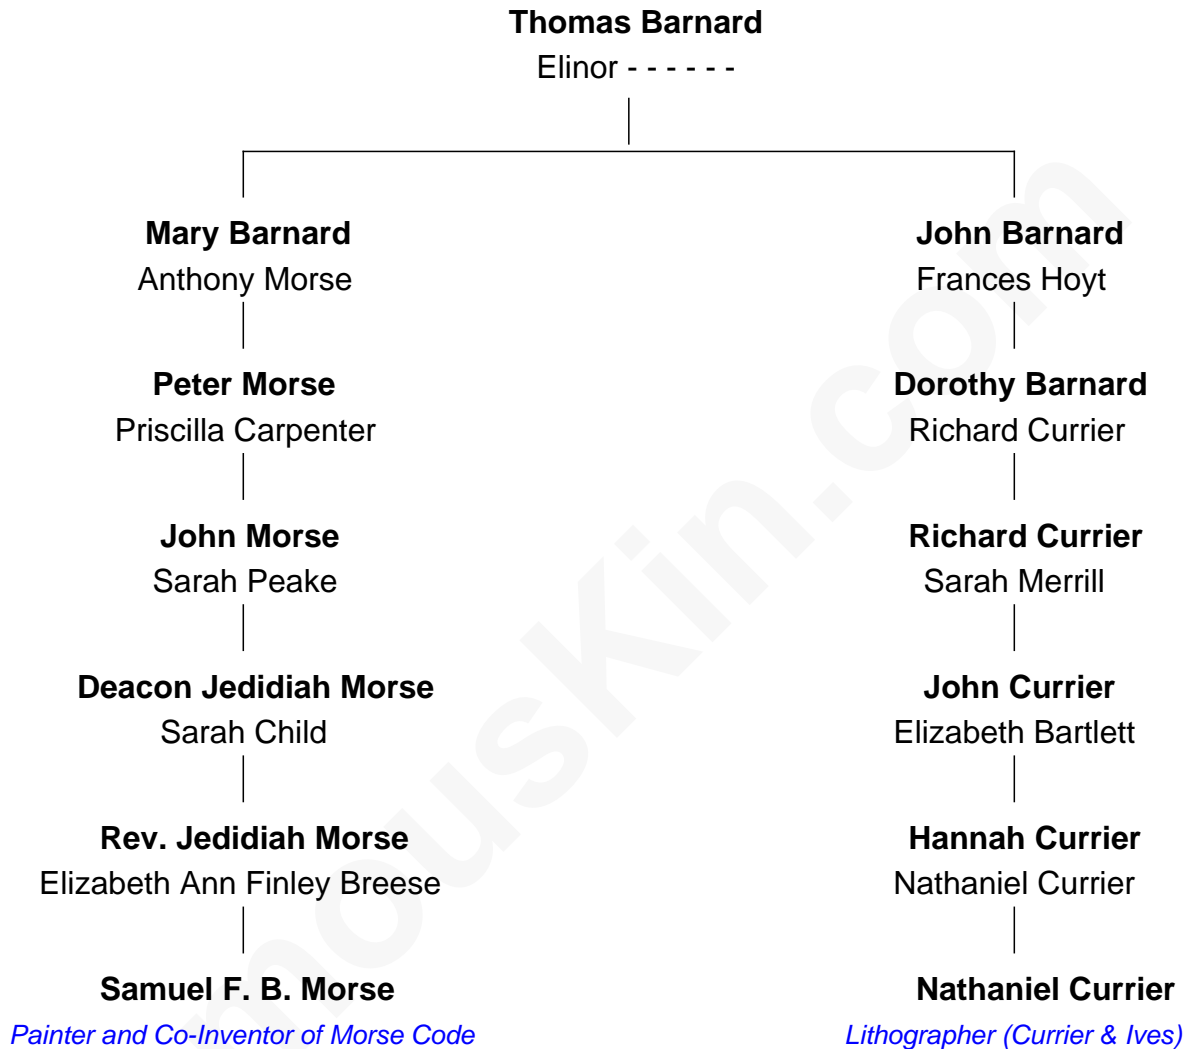 Thomas Barnard
Elinor - - - - - -
Mary Barnard
Anthony Morse
John Barnard
Frances Hoyt
Peter Morse
Priscilla Carpenter
Dorothy Barnard
Richard Currier
John Morse
Sarah Peake
Richard Currier
Sarah Merrill
Deacon Jedidiah Morse
Sarah Child
John Currier
Elizabeth Bartlett
Rev. Jedidiah Morse
Elizabeth Ann Finley Breese
Hannah Currier
Nathaniel Currier
Samuel F. B. Morse
Painter and Co-Inventor of Morse Code
Nathaniel Currier
Lithographer (Currier & Ives)
mousKin.com